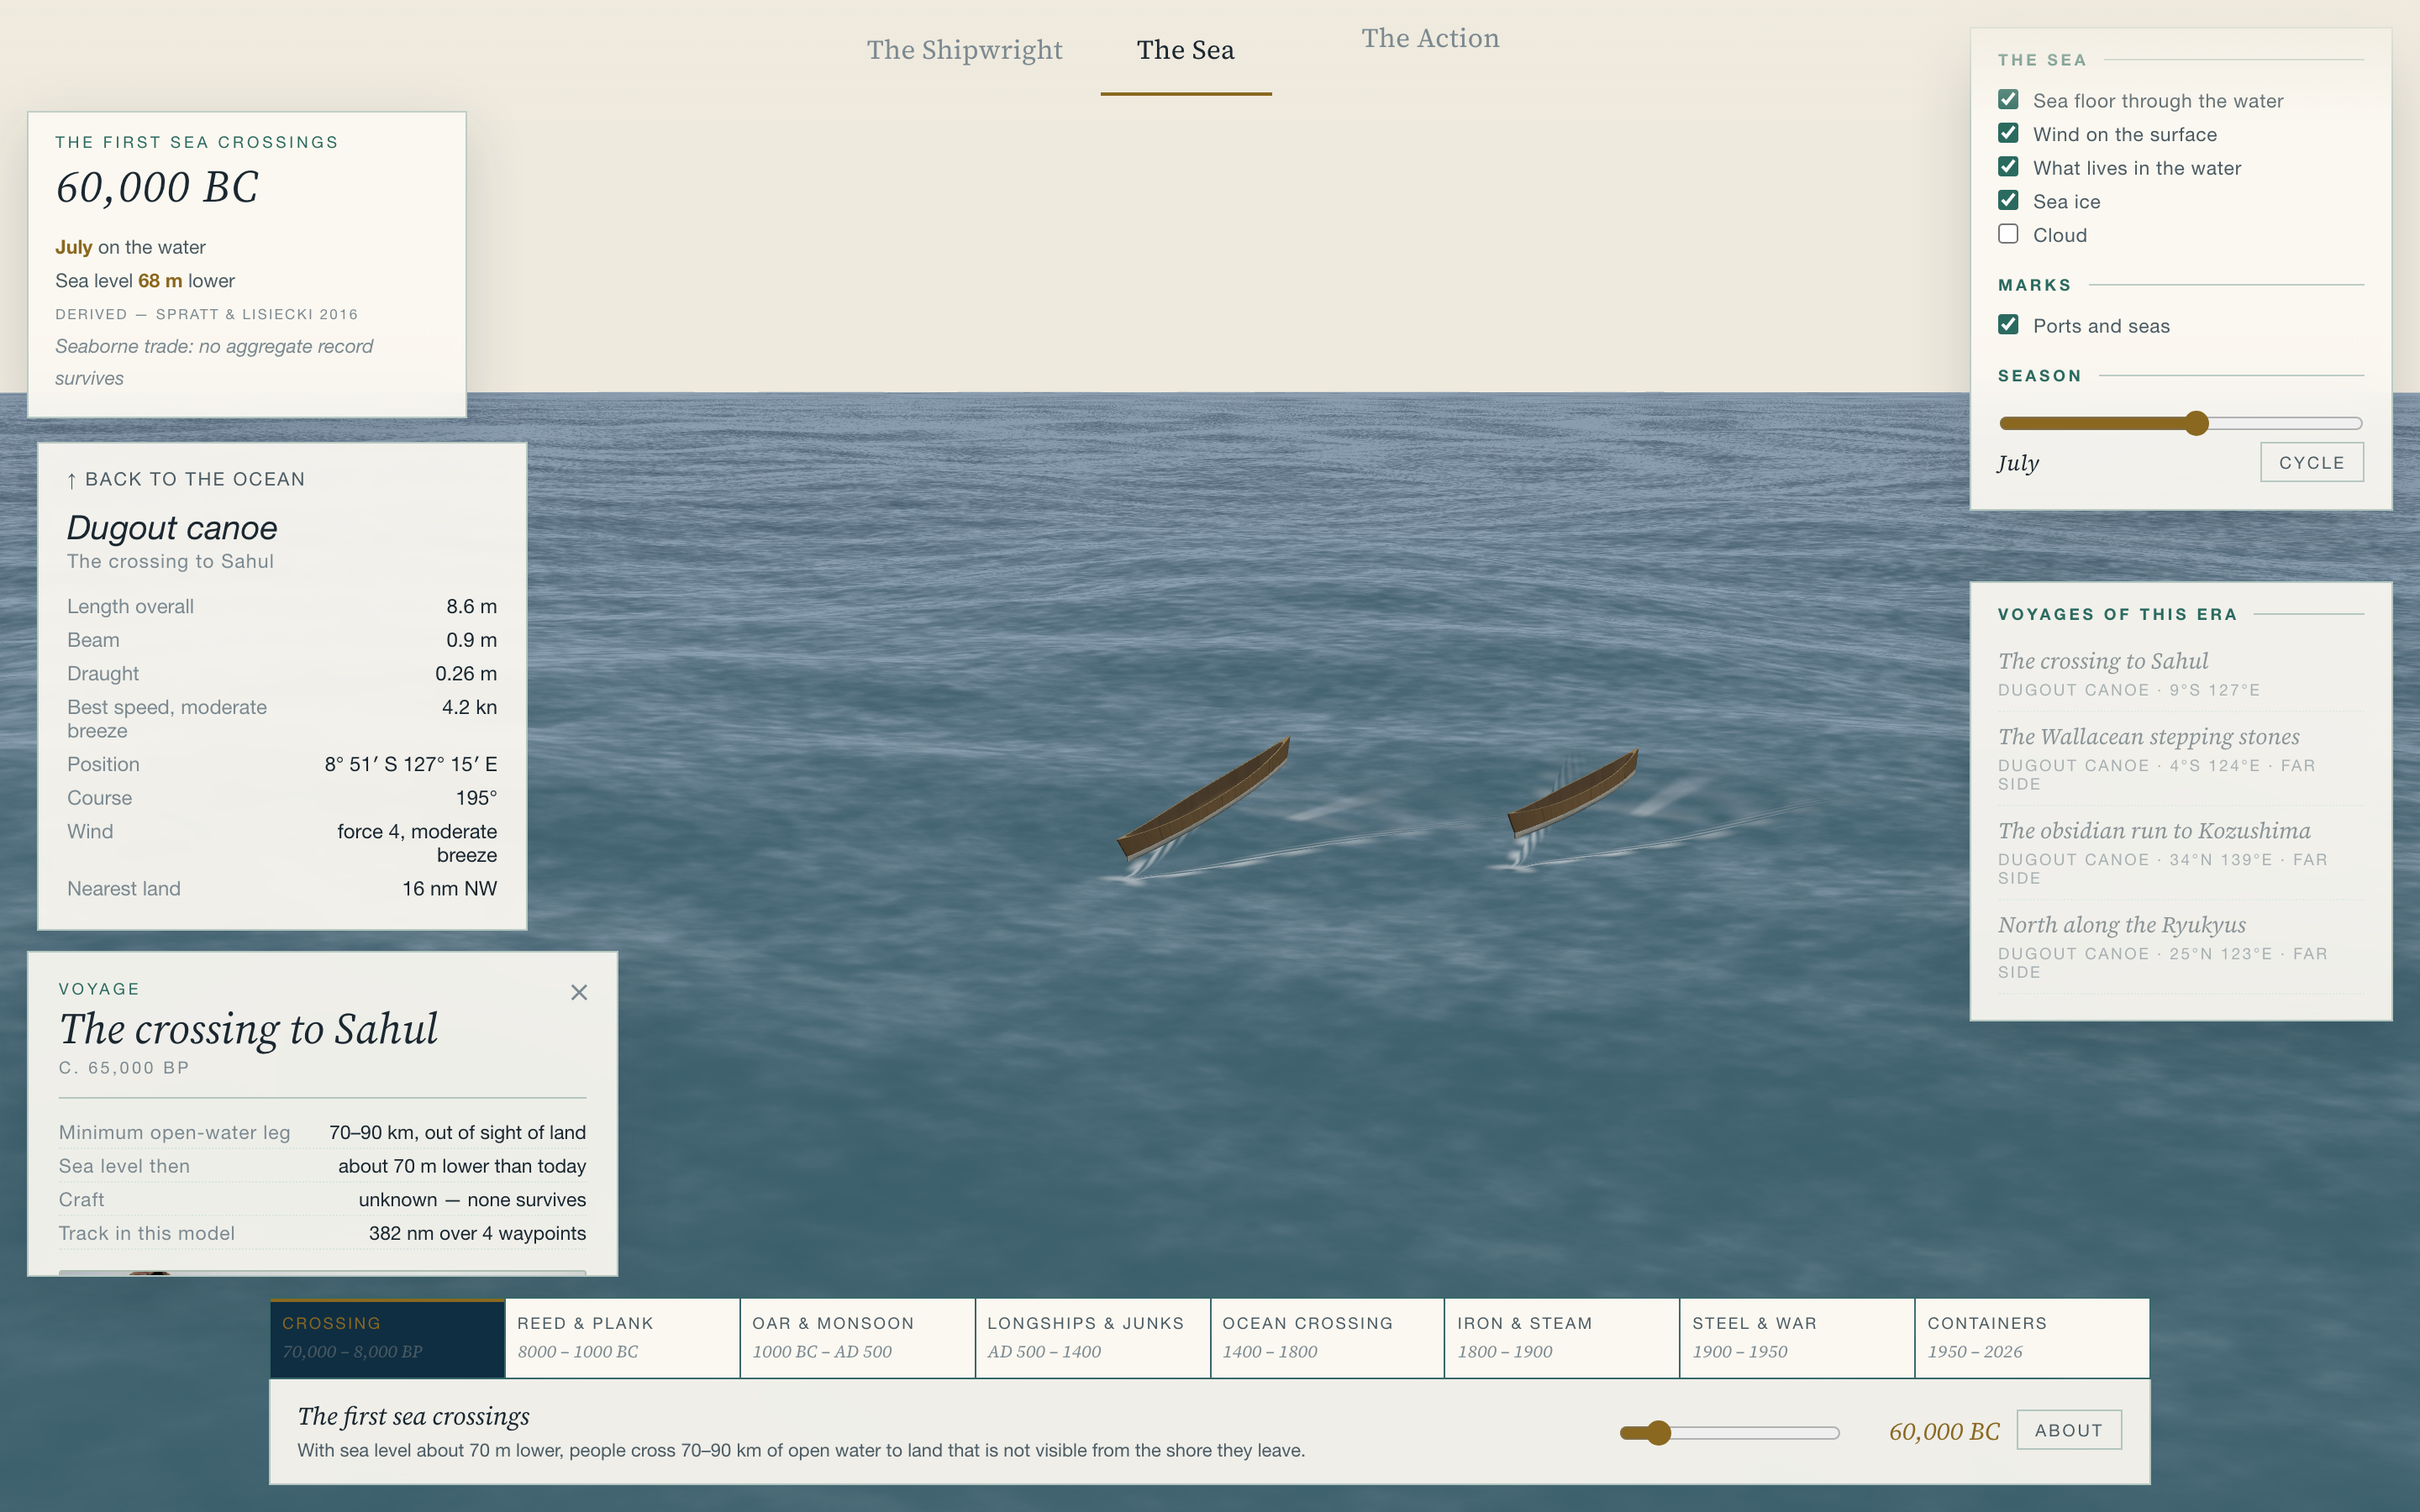 The Shipwright
The Sea
The Action
THE FIRST SEA CROSSINGS
60,000 BC
July on the water
Sea level 68 m lower
DERIVED — SPRATT & LISIECKI 2016
Seaborne trade: no aggregate record
survives
↑ BACK TO THE OCEAN
Dugout canoe
The crossing to Sahul
Length overall 8.6 m
Beam 0.9 m
Draught 0.26 m
Best speed, moderate 4.2 kn
breeze
Position 8° 51′ S 127° 15′ E
Course 195°
Wind force 4, moderate
breeze
Nearest land 16 nm NW
VOYAGE
The crossing to Sahul
C. 65,000 BP
Minimum open-water leg 70–90 km, out of sight of land
Sea level then about 70 m lower than today
Craft unknown — none survives
Track in this model 382 nm over 4 waypoints
THE SEA
Sea floor through the water
Wind on the surface
What lives in the water
Sea ice
Cloud
MARKS
Ports and seas
SEASON
July
CYCLE
VOYAGES OF THIS ERA
The crossing to Sahul
DUGOUT CANOE · 9°S 127°E
The Wallacean stepping stones
DUGOUT CANOE · 4°S 124°E · FAR
SIDE
The obsidian run to Kozushima
DUGOUT CANOE · 34°N 139°E · FAR
SIDE
North along the Ryukyus
DUGOUT CANOE · 25°N 123°E · FAR
SIDE
CROSSING
70,000 – 8,000 BP
REED & PLANK
8000 – 1000 BC
OAR & MONSOON
1000 BC – AD 500
LONGSHIPS & JUNKS
AD 500 – 1400
OCEAN CROSSING
1400 – 1800
IRON & STEAM
1800 – 1900
STEEL & WAR
1900 – 1950
CONTAINERS
1950 – 2026
The first sea crossings
With sea level about 70 m lower, people cross 70–90 km of open water to land that is not visible from the shore they leave.
60,000 BC
ABOUT